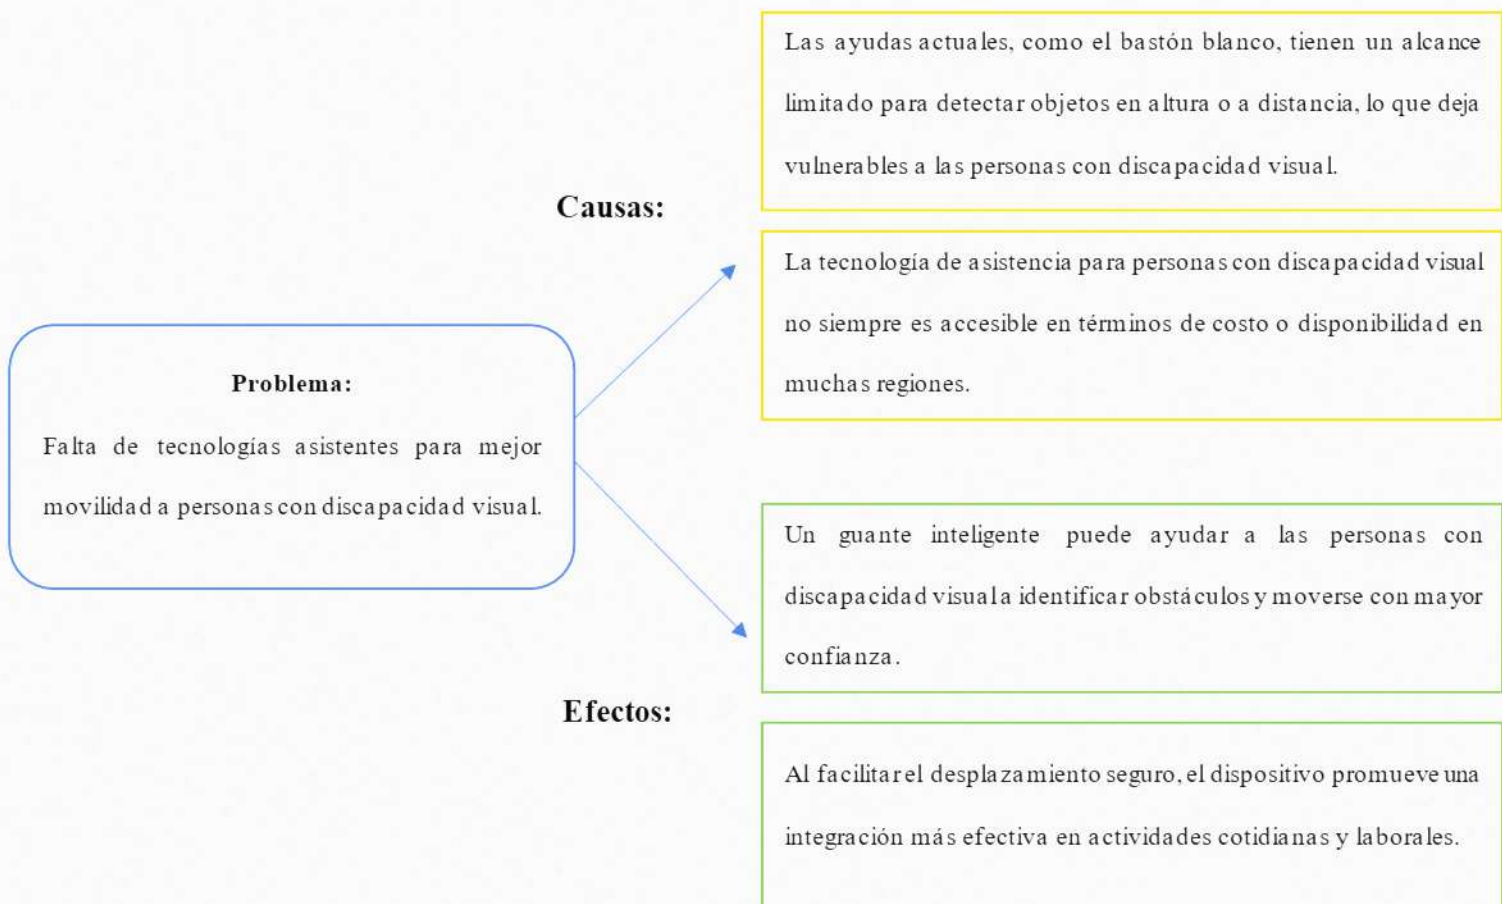 Las ayudas actuales, como el bastón blanco, tienen un alcance
limitado para detectar objetos en altura o a distancia, lo que deja
vulnerables a las personas con discapacidad visual.
Causas:
La tecnología de asistencia para personas con discapacidad visual
no siempre es accesible en términos de costo o disponibilidad en
muchas regiones.
Problema:
Falta de tecnologías asistentes para mejor
movilidad a personas con discapacidad visual.
Un guante inteligente puede ayudar a las personas con
discapacidad visual a identificar obstáculos y moverse con mayor
confianza.
Efectos:
Al facilitar el desplazamiento seguro, el dispositivo promueve una
integración más efectiva en actividades cotidianas y laborales.